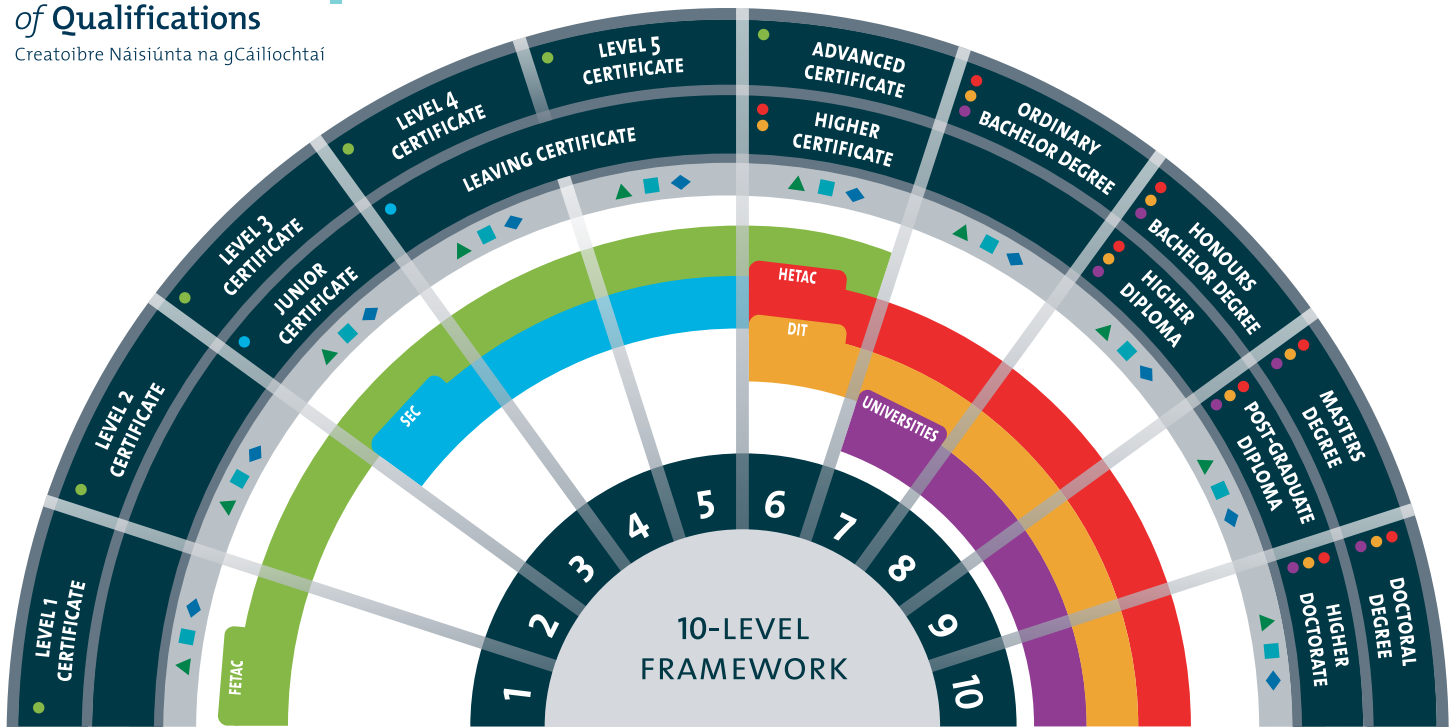 of Qualifications
Creatoibre Náisiúnta na gCáilíochtaí
LEVEL 1
CERTIFICATE
LEVEL 2
CERTIFICATE
LEVEL 3
CERTIFICATE
JUNIOR
CERTIFICATE
LEVEL 4
CERTIFICATE
LEVEL 5
CERTIFICATE
LEAVING CERTIFICATE
ADVANCED
CERTIFICATE
HIGHER
CERTIFICATE
ORDINARY
BACHELOR DEGREE
HONOURS
BACHELOR DEGREE
HIGHER
DIPLOMA
MASTERS
DEGREE
POST-GRADUATE
DIPLOMA
DOCTORAL
DEGREE
HIGHER
DOCTORATE
FETAC
SEC
HETAC
DIT
UNIVERSITIES
1
2
3
4
5
6
7
8
9
10
10-LEVEL
FRAMEWORK